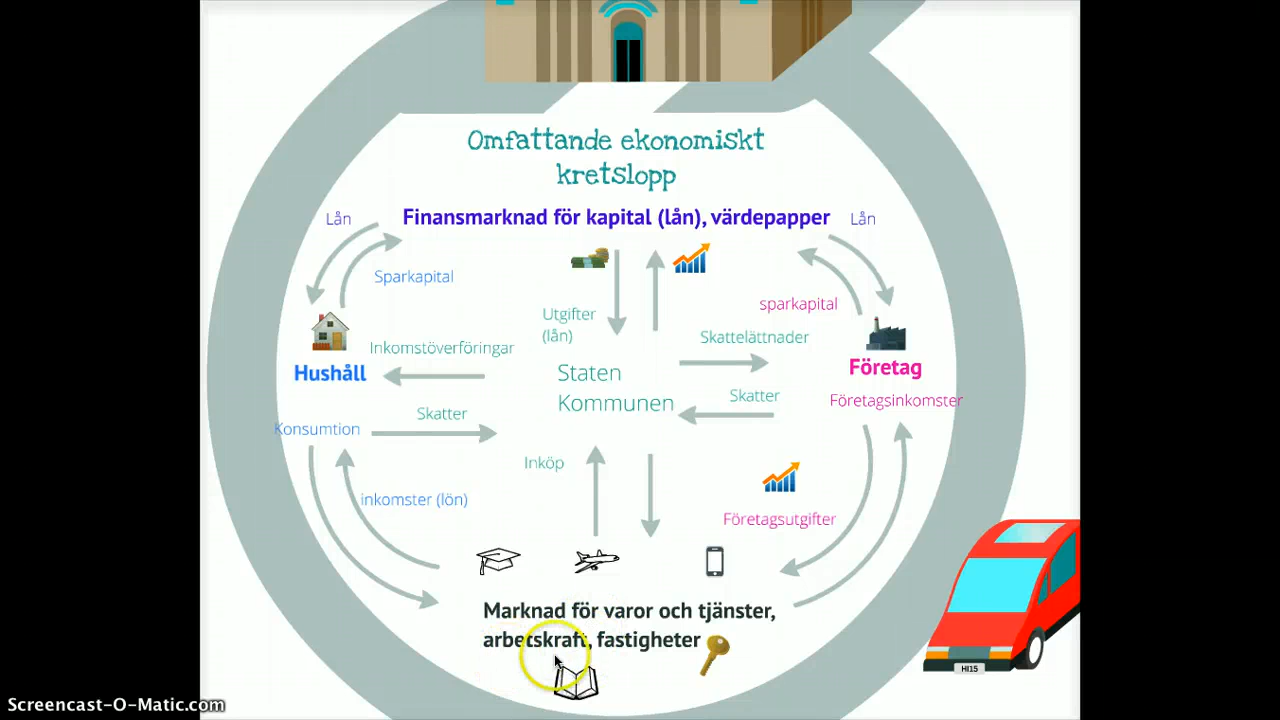 Omfattande ekonomiskt
kretslopp
Lån
Finansmarknad för kapital (lån), värdepapper
Lån
Sparkapital
sparkapital
Utgifter
(lån)
Skattelättnader
Inkomstöverföringar
Hushåll
Staten
Kommunen
Företag
Skatter
Företagsinkomster
Skatter
Konsumtion
Inköp
inkomster (lön)
Företagsutgifter
Marknad för varor och tjänster,
arbetskraft, fastigheter
HI15
Screencast-O-Matic.com